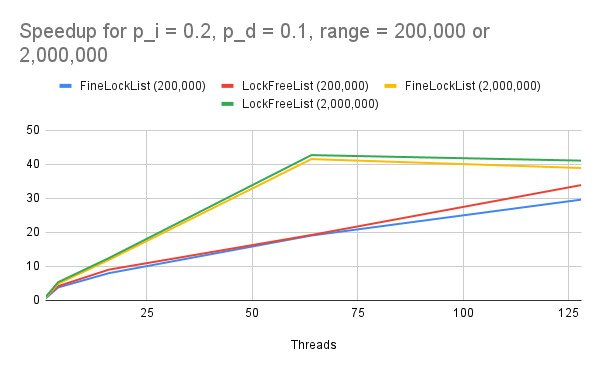 Speedup for p_i = 0.2, p_d = 0.1, range = 200,000 or
2,000,000
FineLockList (200,000) LockFreeList (200,000) FineLockList (2,000,000)
LockFreeList (2,000,000)
50
40
30
20
10
0
25 50 75 100 125
Threads